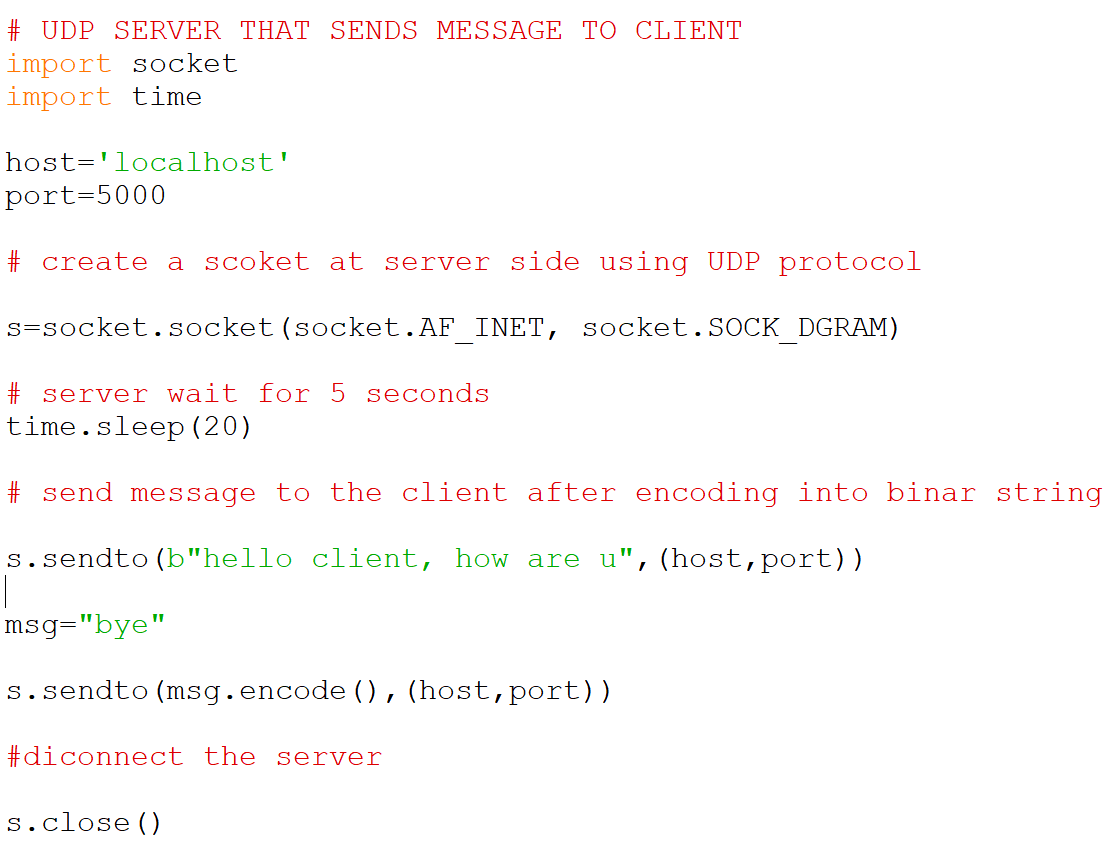 # UDP SERVER THAT SENDS MESSAGE TO CLIENT
import socket
import time
host='localhost'
port=5000
# create a scoket at server side using UDP protocol
s=socket.socket(socket.AF_INET, socket.SOCK_DGRAM)
# server wait for 5 seconds
time.sleep(20)
# send message to the client after encoding into binar string
s.sendto(b"hello client, how are u",(host,port))
msg="bye"
s.sendto(msg.encode(),(host,port))
#diconnect the server
s.close()